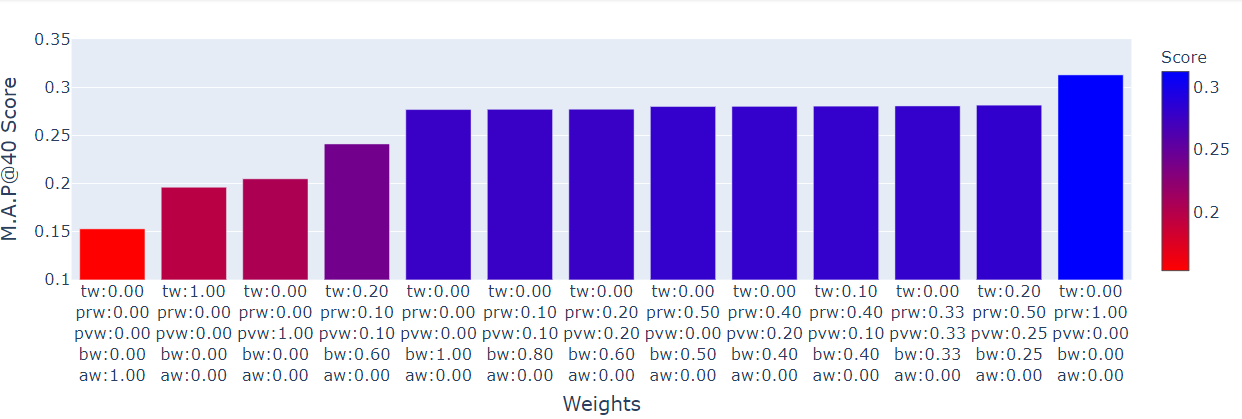 M.A.P@40 Score
0.35
0.3
0.25
0.2
0.15
0.1
tw:0.00 tw:1.00 tw:0.00 tw:0.20 tw:0.00 tw:0.00 tw:0.00 tw:0.00 tw:0.00 tw:0.10 tw:0.00 tw:0.20 tw:0.00
prw:0.00 prw:0.00 prw:0.00 prw:0.10 prw:0.00 prw:0.10 prw:0.20 prw:0.50 prw:0.40 prw:0.40 prw:0.33 prw:0.50 prw:1.00
pvw:0.00 pvw:0.00 pvw:1.00 pvw:0.10 pvw:0.00 pvw:0.10 pvw:0.20 pvw:0.00 pvw:0.20 pvw:0.10 pvw:0.33 pvw:0.25 pvw:0.00
bw:0.00 bw:0.00 bw:0.00 bw:0.60 bw:1.00 bw:0.80 bw:0.60 bw:0.50 bw:0.40 bw:0.40 bw:0.33 bw:0.25 bw:0.00
aw:1.00 aw:0.00 aw:0.00 aw:0.00 aw:0.00 aw:0.00 aw:0.00 aw:0.00 aw:0.00 aw:0.00 aw:0.00 aw:0.00 aw:0.00
Weights
Score
0.3
0.25
0.2